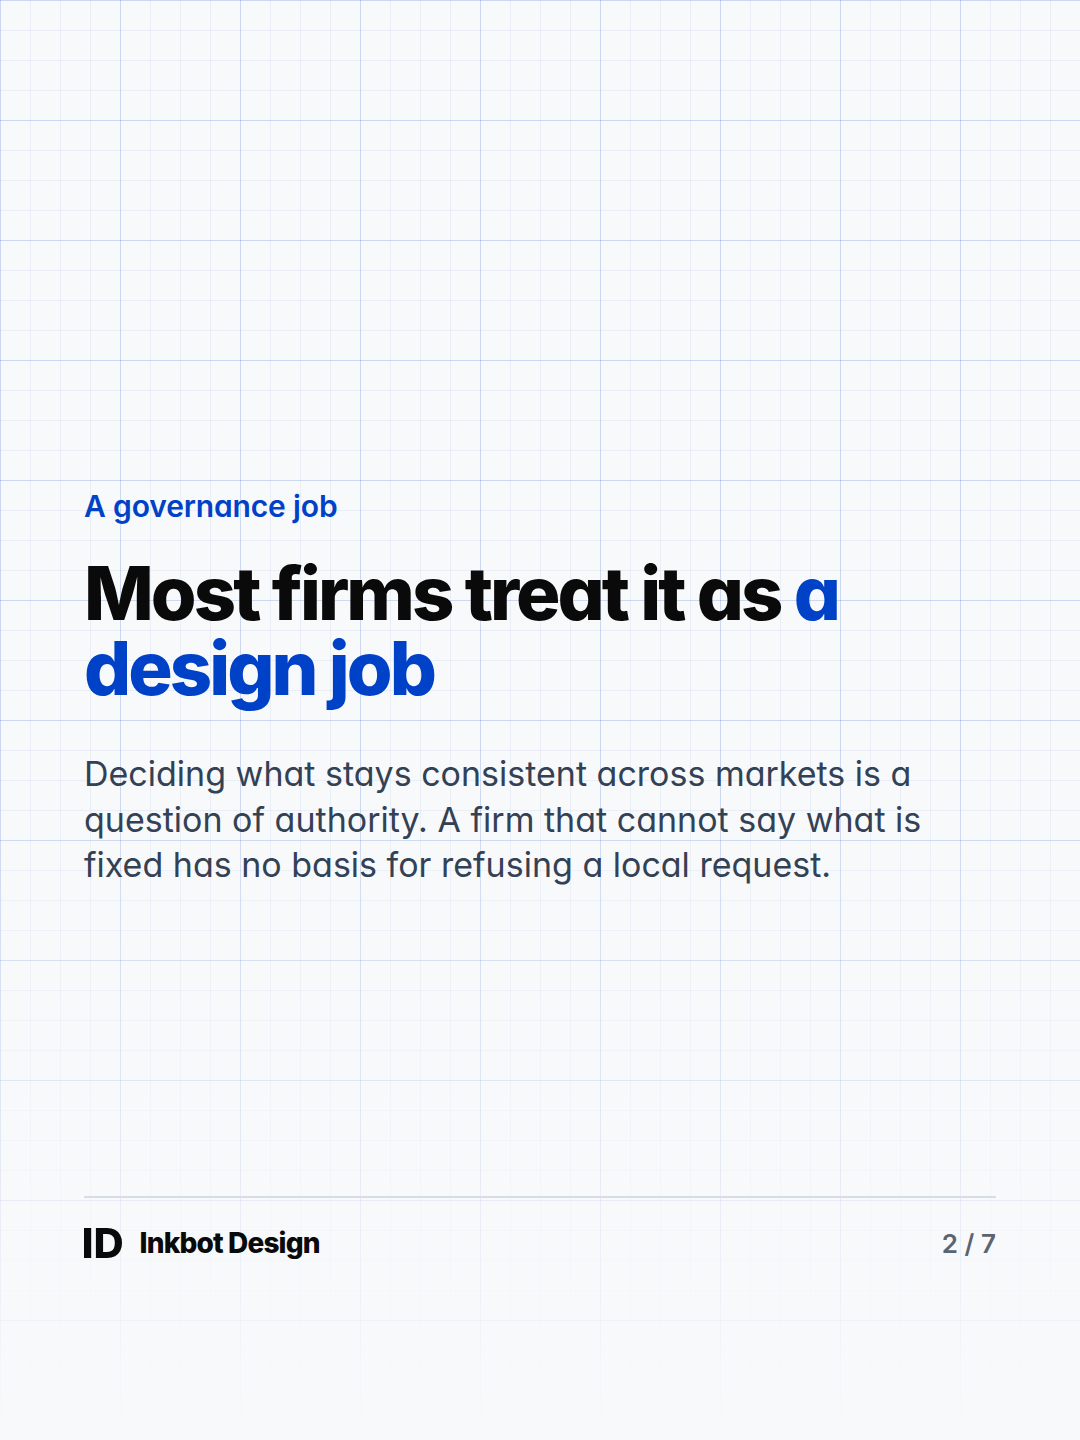 A governance job
Most firms treat it as a
design job
Deciding what stays consistent across markets is a
question of authority. A firm that cannot say what is
fixed has no basis for refusing a local request.
ID Inkbot Design
2 / 7